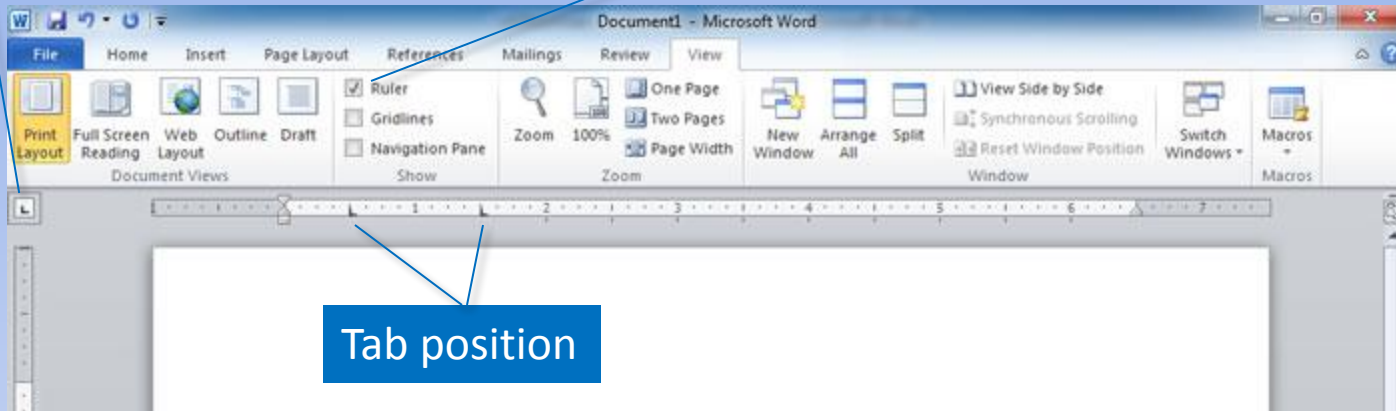 Document1 - Microsoft Word
File Home Insert Page Layout References Mailings Review View
Ruler
Gridlines
Navigation Pane
Print Layout
Full Screen Reading
Web Layout
Outline
Draft
Zoom
100%
One Page
Two Pages
Page Width
New Window
Arrange All
Split
View Side by Side
Synchronous Scrolling
Reset Window Position
Switch Windows
Macros
Document Views Show Zoom Window Macros
L
1 2 3 4 5 6 7
Tab position